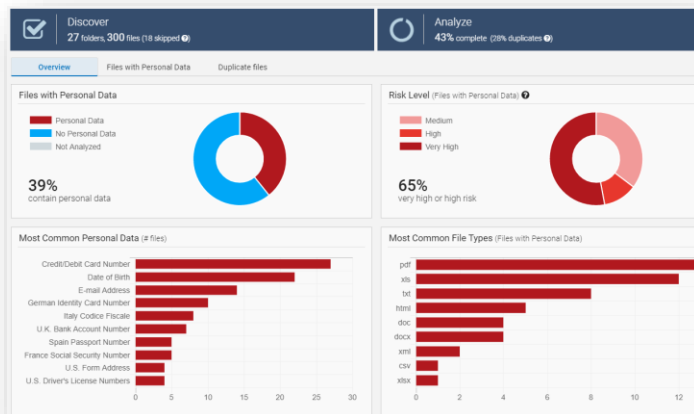 Discover
27 folders, 300 files (18 skipped ?)
Analyze
43% complete (28% duplicates ?)
Overview
Files with Personal Data
Duplicate files
Files with Personal Data
Personal Data
No Personal Data
Not Analyzed
39%
contain personal data
Risk Level (Files with Personal Data) ?
Medium
High
Very High
65%
very high or high risk
Most Common Personal Data (# files)
Credit/Debit Card Number
Date of Birth
E-mail Address
German Identity Card Number
Italy Codice Fiscale
U.K. Bank Account Number
Spain Passport Number
France Social Security Number
U.S. Form Address
U.S. Driver's License Numbers
0 5 10 15 20 25 30
Most Common File Types (Files with Personal Data)
pdf
xls
txt
html
doc
docx
xml
csv
xlsx
0 2 4 6 8 10 12